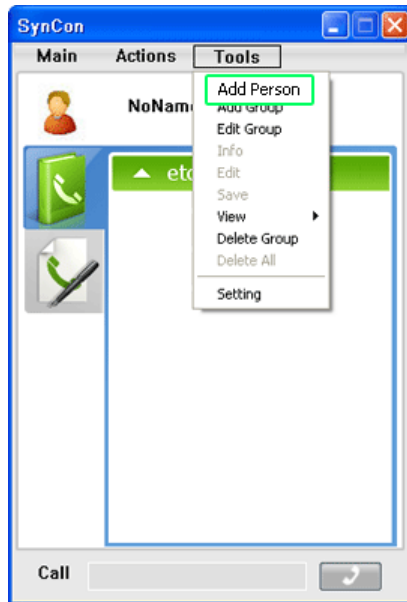 SynCon
Main Actions Tools
NoNam
Add Person
Add Group
Edit Group
Info
Edit
Save
View
Delete Group
Delete All
Setting
etc
Call